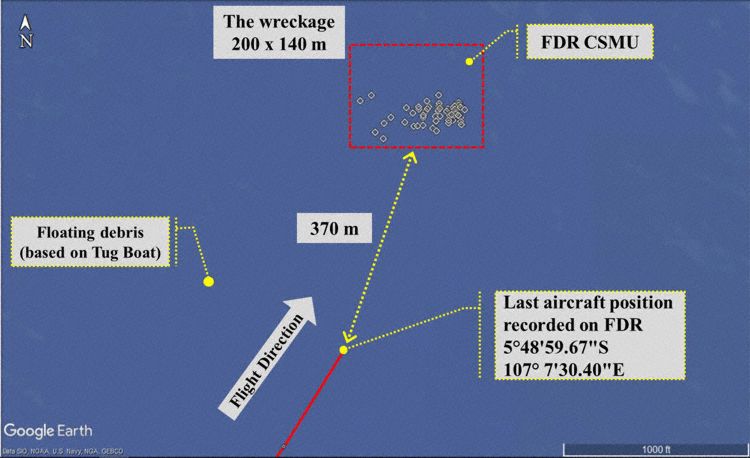 The wreckage
200 x 140 m
FDR CSMU
N
370 m
Floating debris
(based on Tug Boat)
Flight Direction
Last aircraft position
recorded on FDR
5°48'59.67"S
107° 7'30.40"E
Google Earth
Data SIO, NOAA, U.S. Navy, NGA, GEBCO
1000 ft